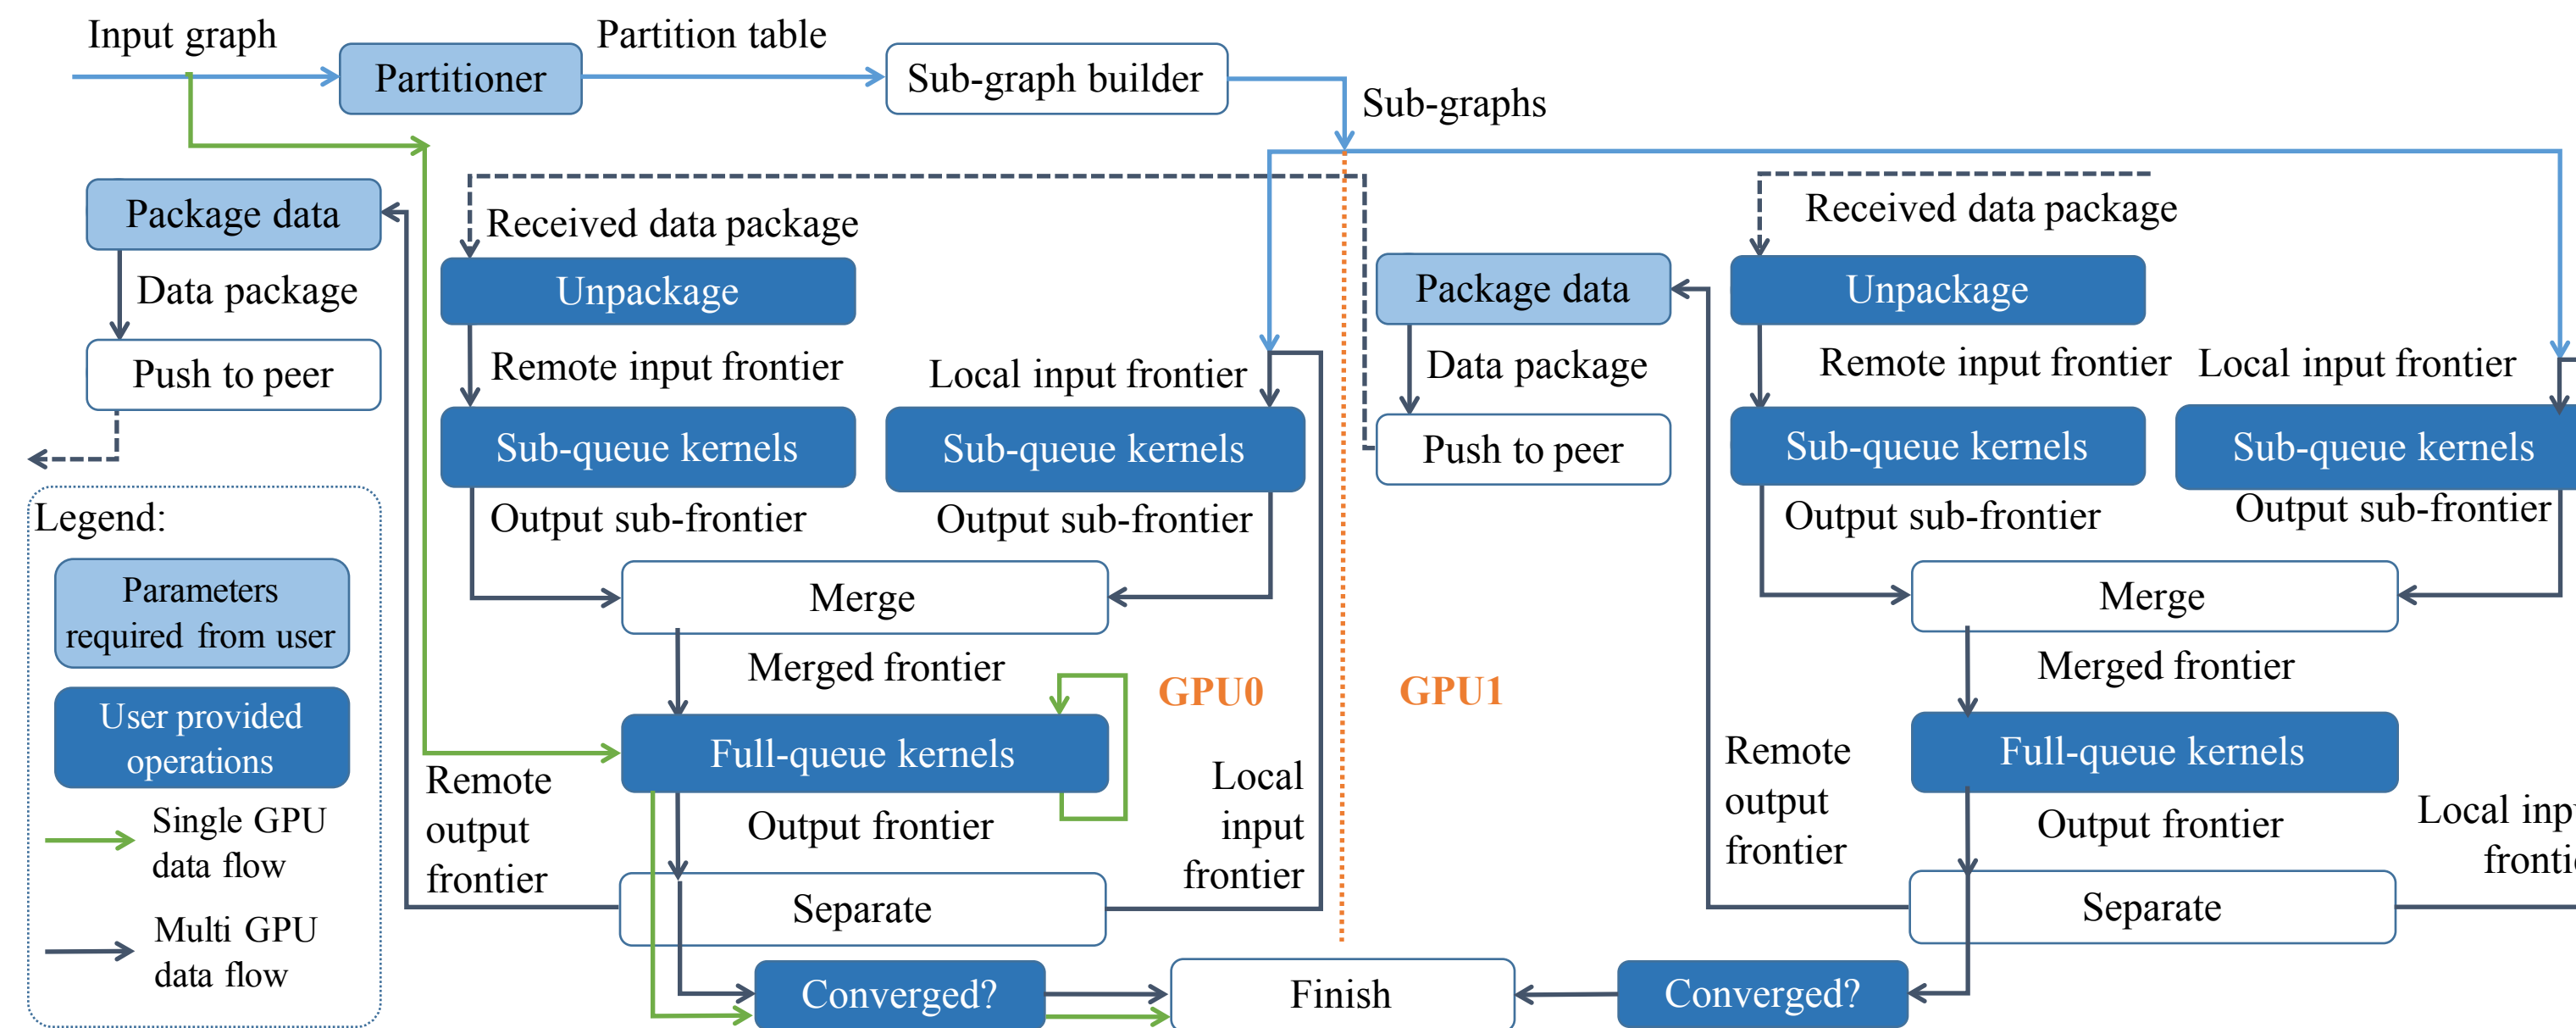 Input graph
Partitioner
Partition table
Sub-graph builder
Sub-graphs
Package data
Data package
Push to peer
Received data package
Unpackage
Remote input frontier
Local input frontier
Sub-queue kernels
Sub-queue kernels
Output sub-frontier
Output sub-frontier
Merge
Merged frontier
GPU0
Full-queue kernels
Remote
output
frontier
Output frontier
Local
input
frontier
Separate
Converged?
Finish
GPU1
Package data
Data package
Push to peer
Received data package
Unpackage
Remote input frontier
Local input frontier
Sub-queue kernels
Sub-queue kernels
Output sub-frontier
Output sub-frontier
Merge
Merged frontier
Full-queue kernels
Remote
output
frontier
Output frontier
Local
Separate
Converged?
Legend:
Parameters
required from user
User provided
operations
Single GPU
data flow
Multi GPU
data flow